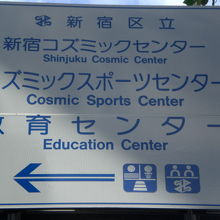 新宿区立
新宿コズミックセンター
Shinjuku Cosmic Center
ズミックスポーツセンター
Cosmic Sports Center
教育センター
Education Center